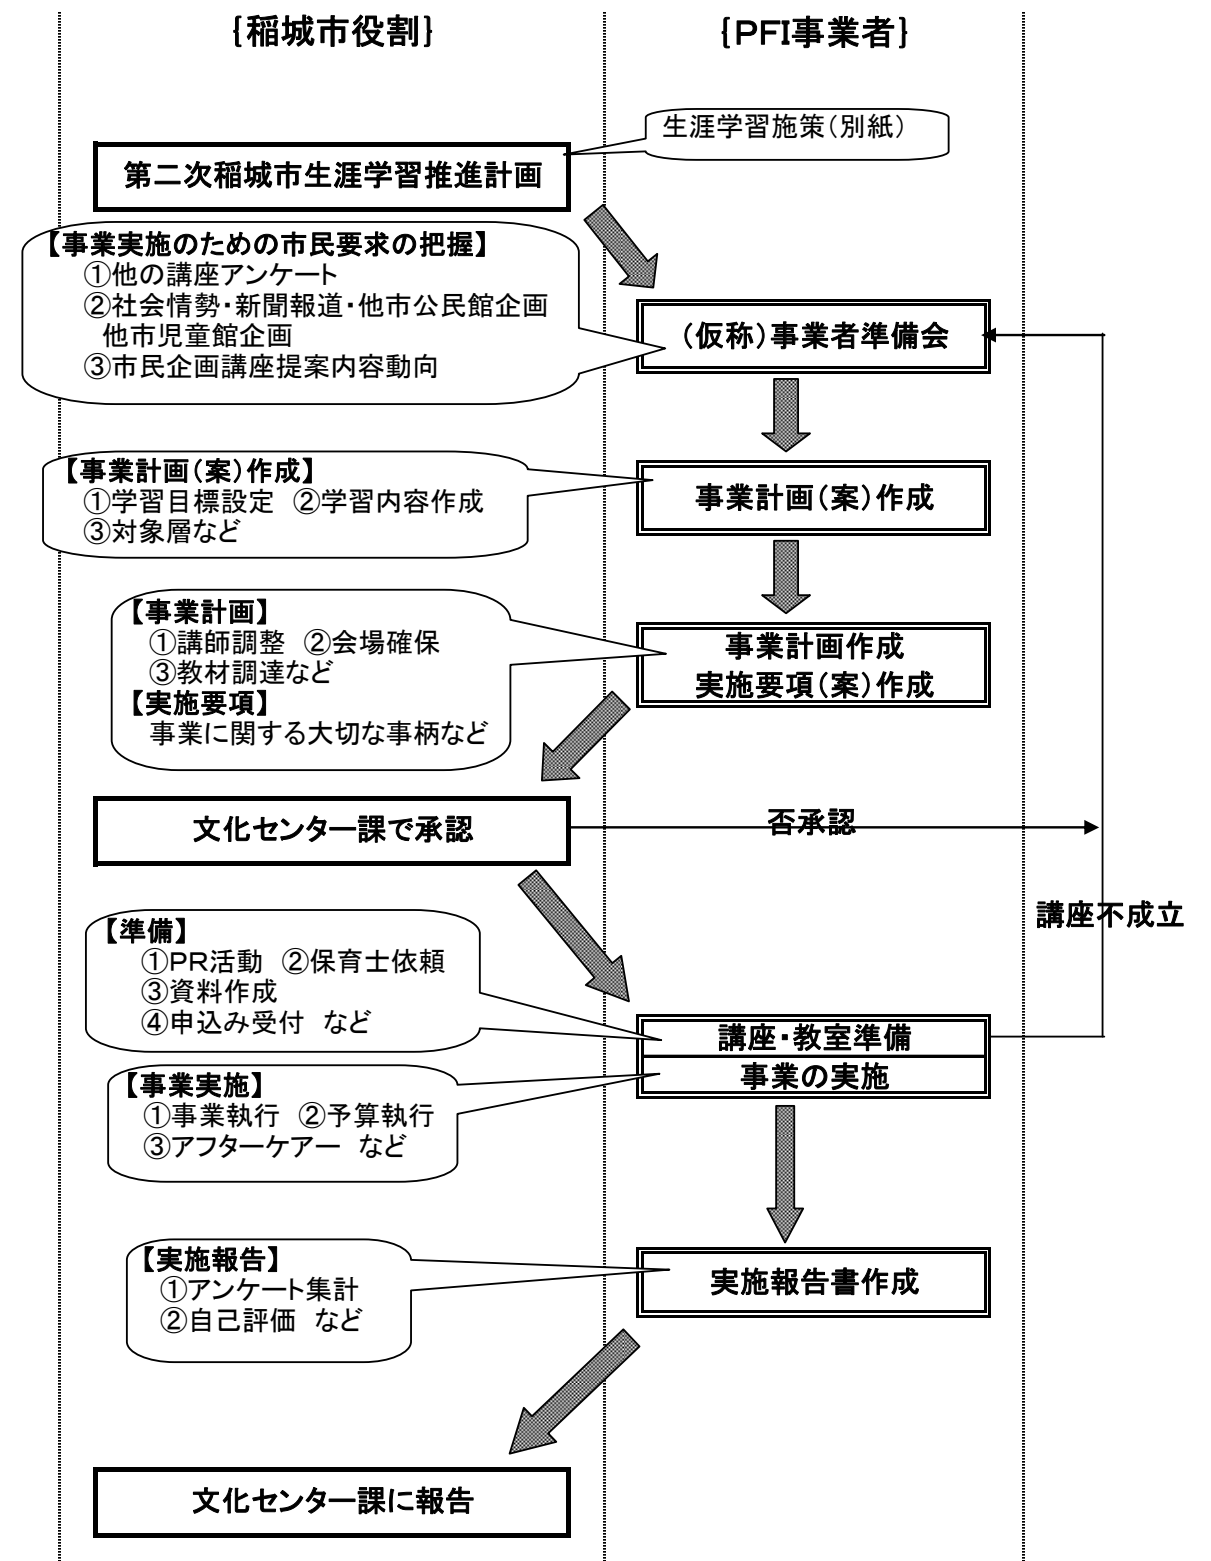 {稲城市役割}
{PFI事業者}
生涯学習施策(別紙)
第二次稲城市生涯学習推進計画
【事業実施のための市民要求の把握】
①他の講座アンケート
②社会情勢・新聞報道・他市公民館企画
他市児童館企画
③市民企画講座提案内容動向
(仮称)事業者準備会
【事業計画(案)作成】
①学習目標設定 ②学習内容作成
③対象層など
事業計画(案)作成
【事業計画】
①講師調整 ②会場確保
③教材調達など
【実施要項】
事業に関する大切な事柄など
事業計画作成
実施要項(案)作成
文化センター課で承認
否承認
講座不成立
【準備】
①PR活動 ②保育士依頼
③資料作成
④申込み受付 など
講座・教室準備
事業の実施
【事業実施】
①事業執行 ②予算執行
③アフターケアー など
【実施報告】
①アンケート集計
②自己評価 など
実施報告書作成
文化センター課に報告